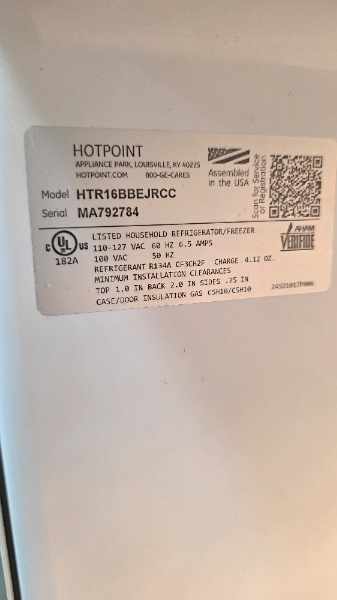 HOTPOINT
APPLIANCE PARK, LOUISVILLE, KY 40225
HOTPOINT.COM 800-GE-CARES
Assembled
in the USA
Scan for Service
or Registration
Model HTR16BBEJRCC
Serial MA792784
C UL US
182A
LISTED HOUSEHOLD REFRIGERATOR/FREEZER
110-127 VAC 60 HZ 6.5 AMPS
100 VAC 50 HZ
REFRIGERANT R134A CF3CH2F CHARGE 4.12 OZ.
MINIMUM INSTALLATION CLEARANCES
TOP 1.0 IN BACK 2.0 IN SIDES .75 IN
CASE/DOOR INSULATION GAS C5H10/C5H10
AHAM
VERIFIDE